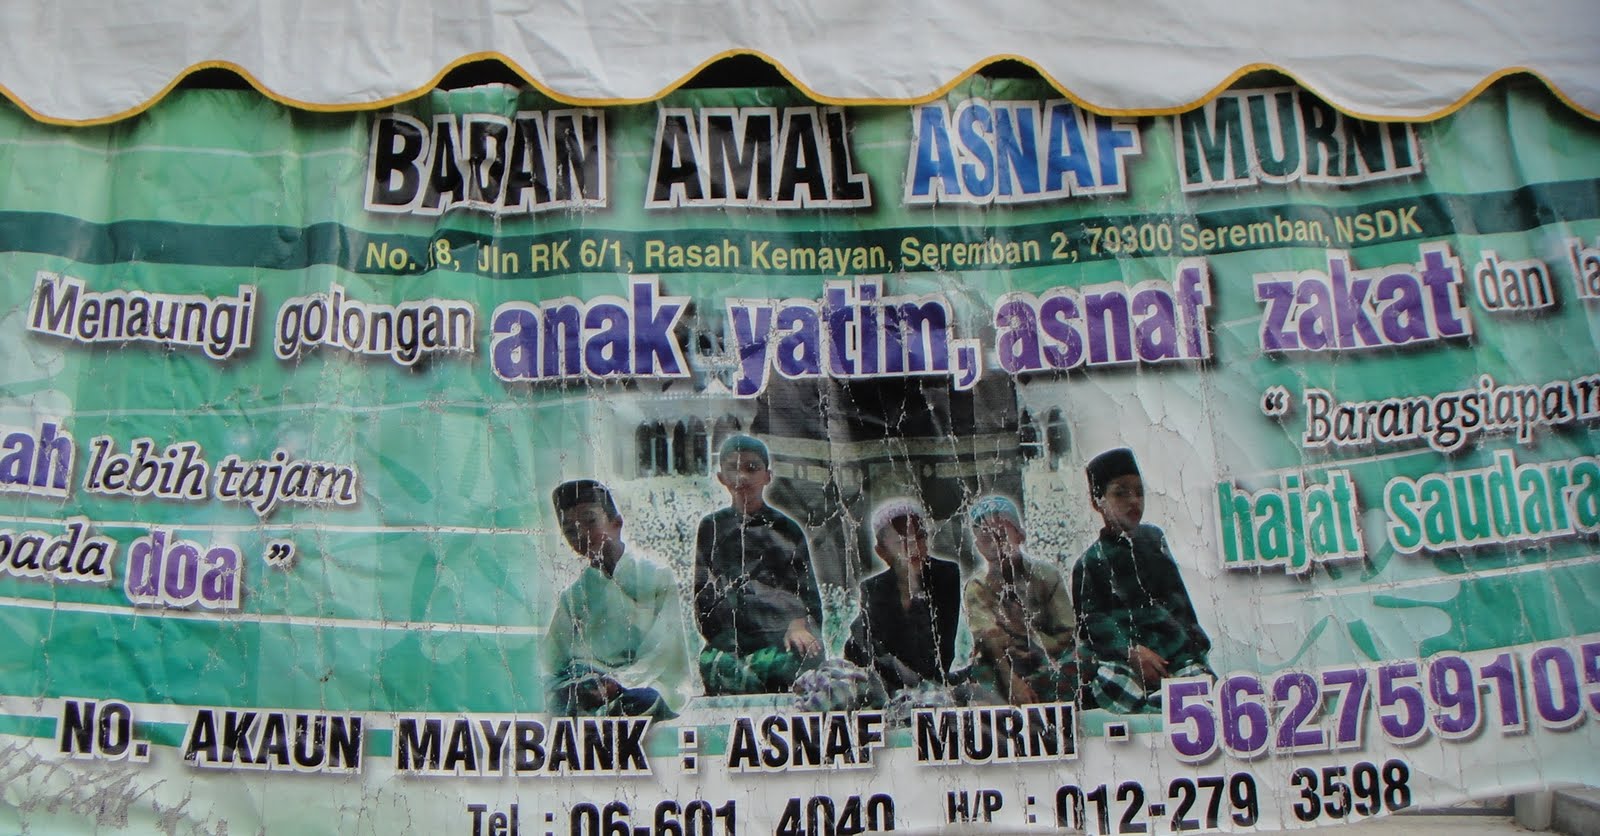 BADAN AMAL ASNAF MURNI
No. 18, Jln RK 6/1, Rasah Kemayan, Seremban 2, 70300 Seremban, NSDK
Menaungi golongan anak yatim, asnaf zakat dan
lebih tajam
doa"
"Barangsiapa
hajat saudara
NO. AKAUN MAYBANK : ASNAF MURNI - 562759105
Tel : 06-601 4040 H/P : 012-279 3598